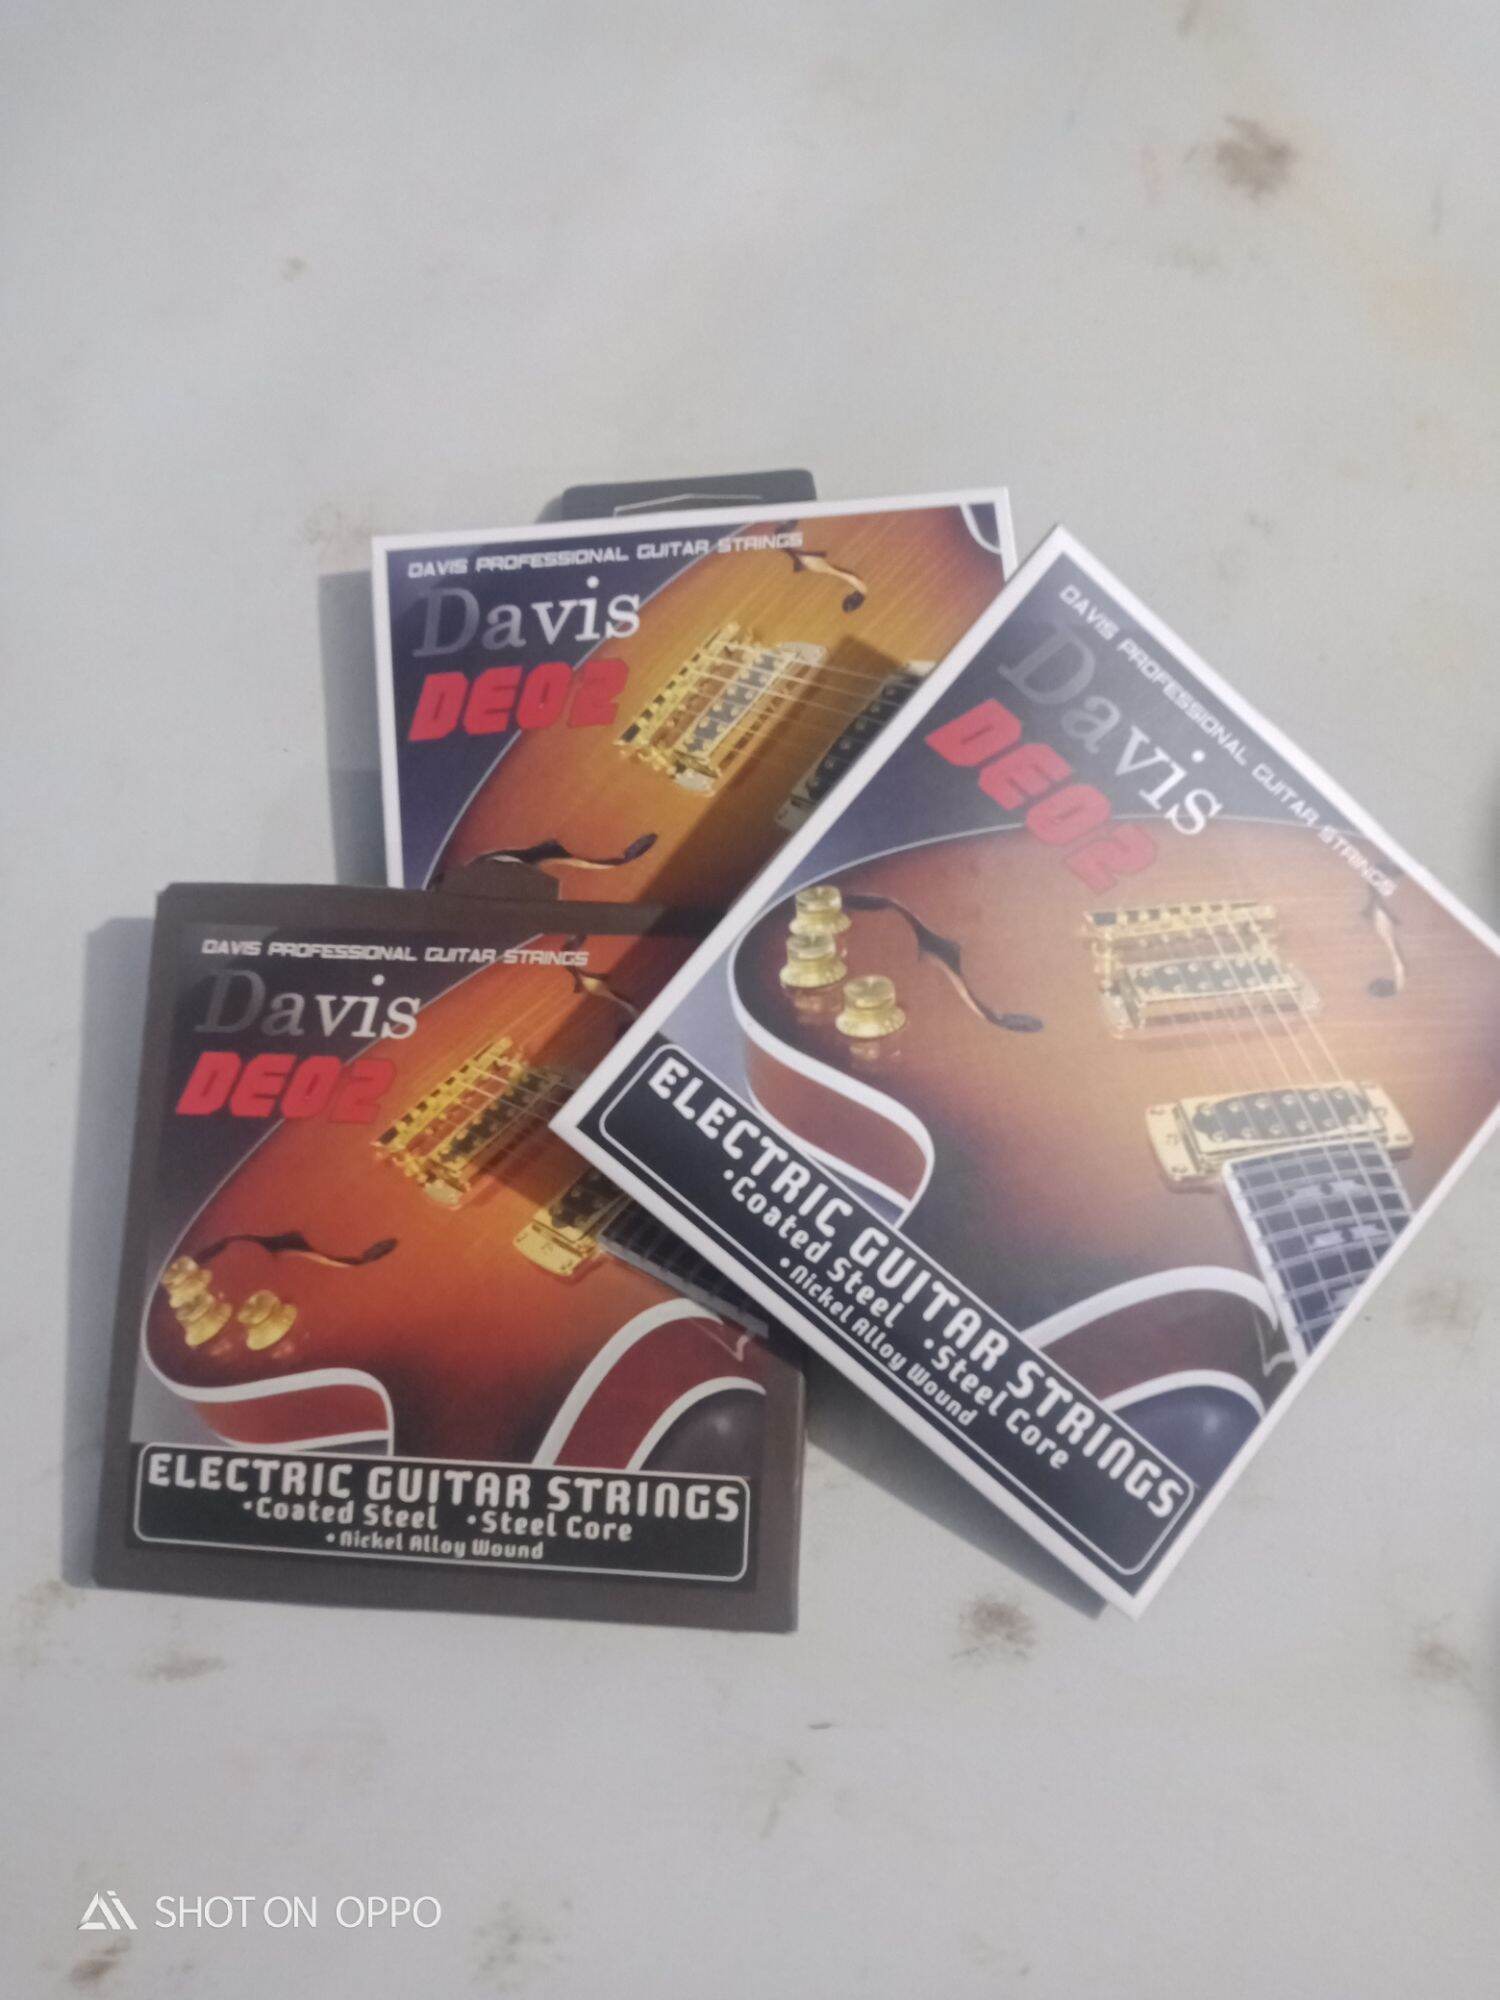 DAVIS PROFESSIONAL GUITAR STRINGS
Davis
DE02
DAVIS PROFESSIONAL GUITAR STRINGS
Davis
DE02
ELECTRIC GUITAR STRINGS
•Coated Steel •Steel Core
•Nickel Alloy Wound
DAVIS PROFESSIONAL GUITAR STRINGS
Davis
DE02
ELECTRIC GUITAR STRINGS
•Coated Steel •Steel Core
•Nickel Alloy Wound
SHOT ON OPPO